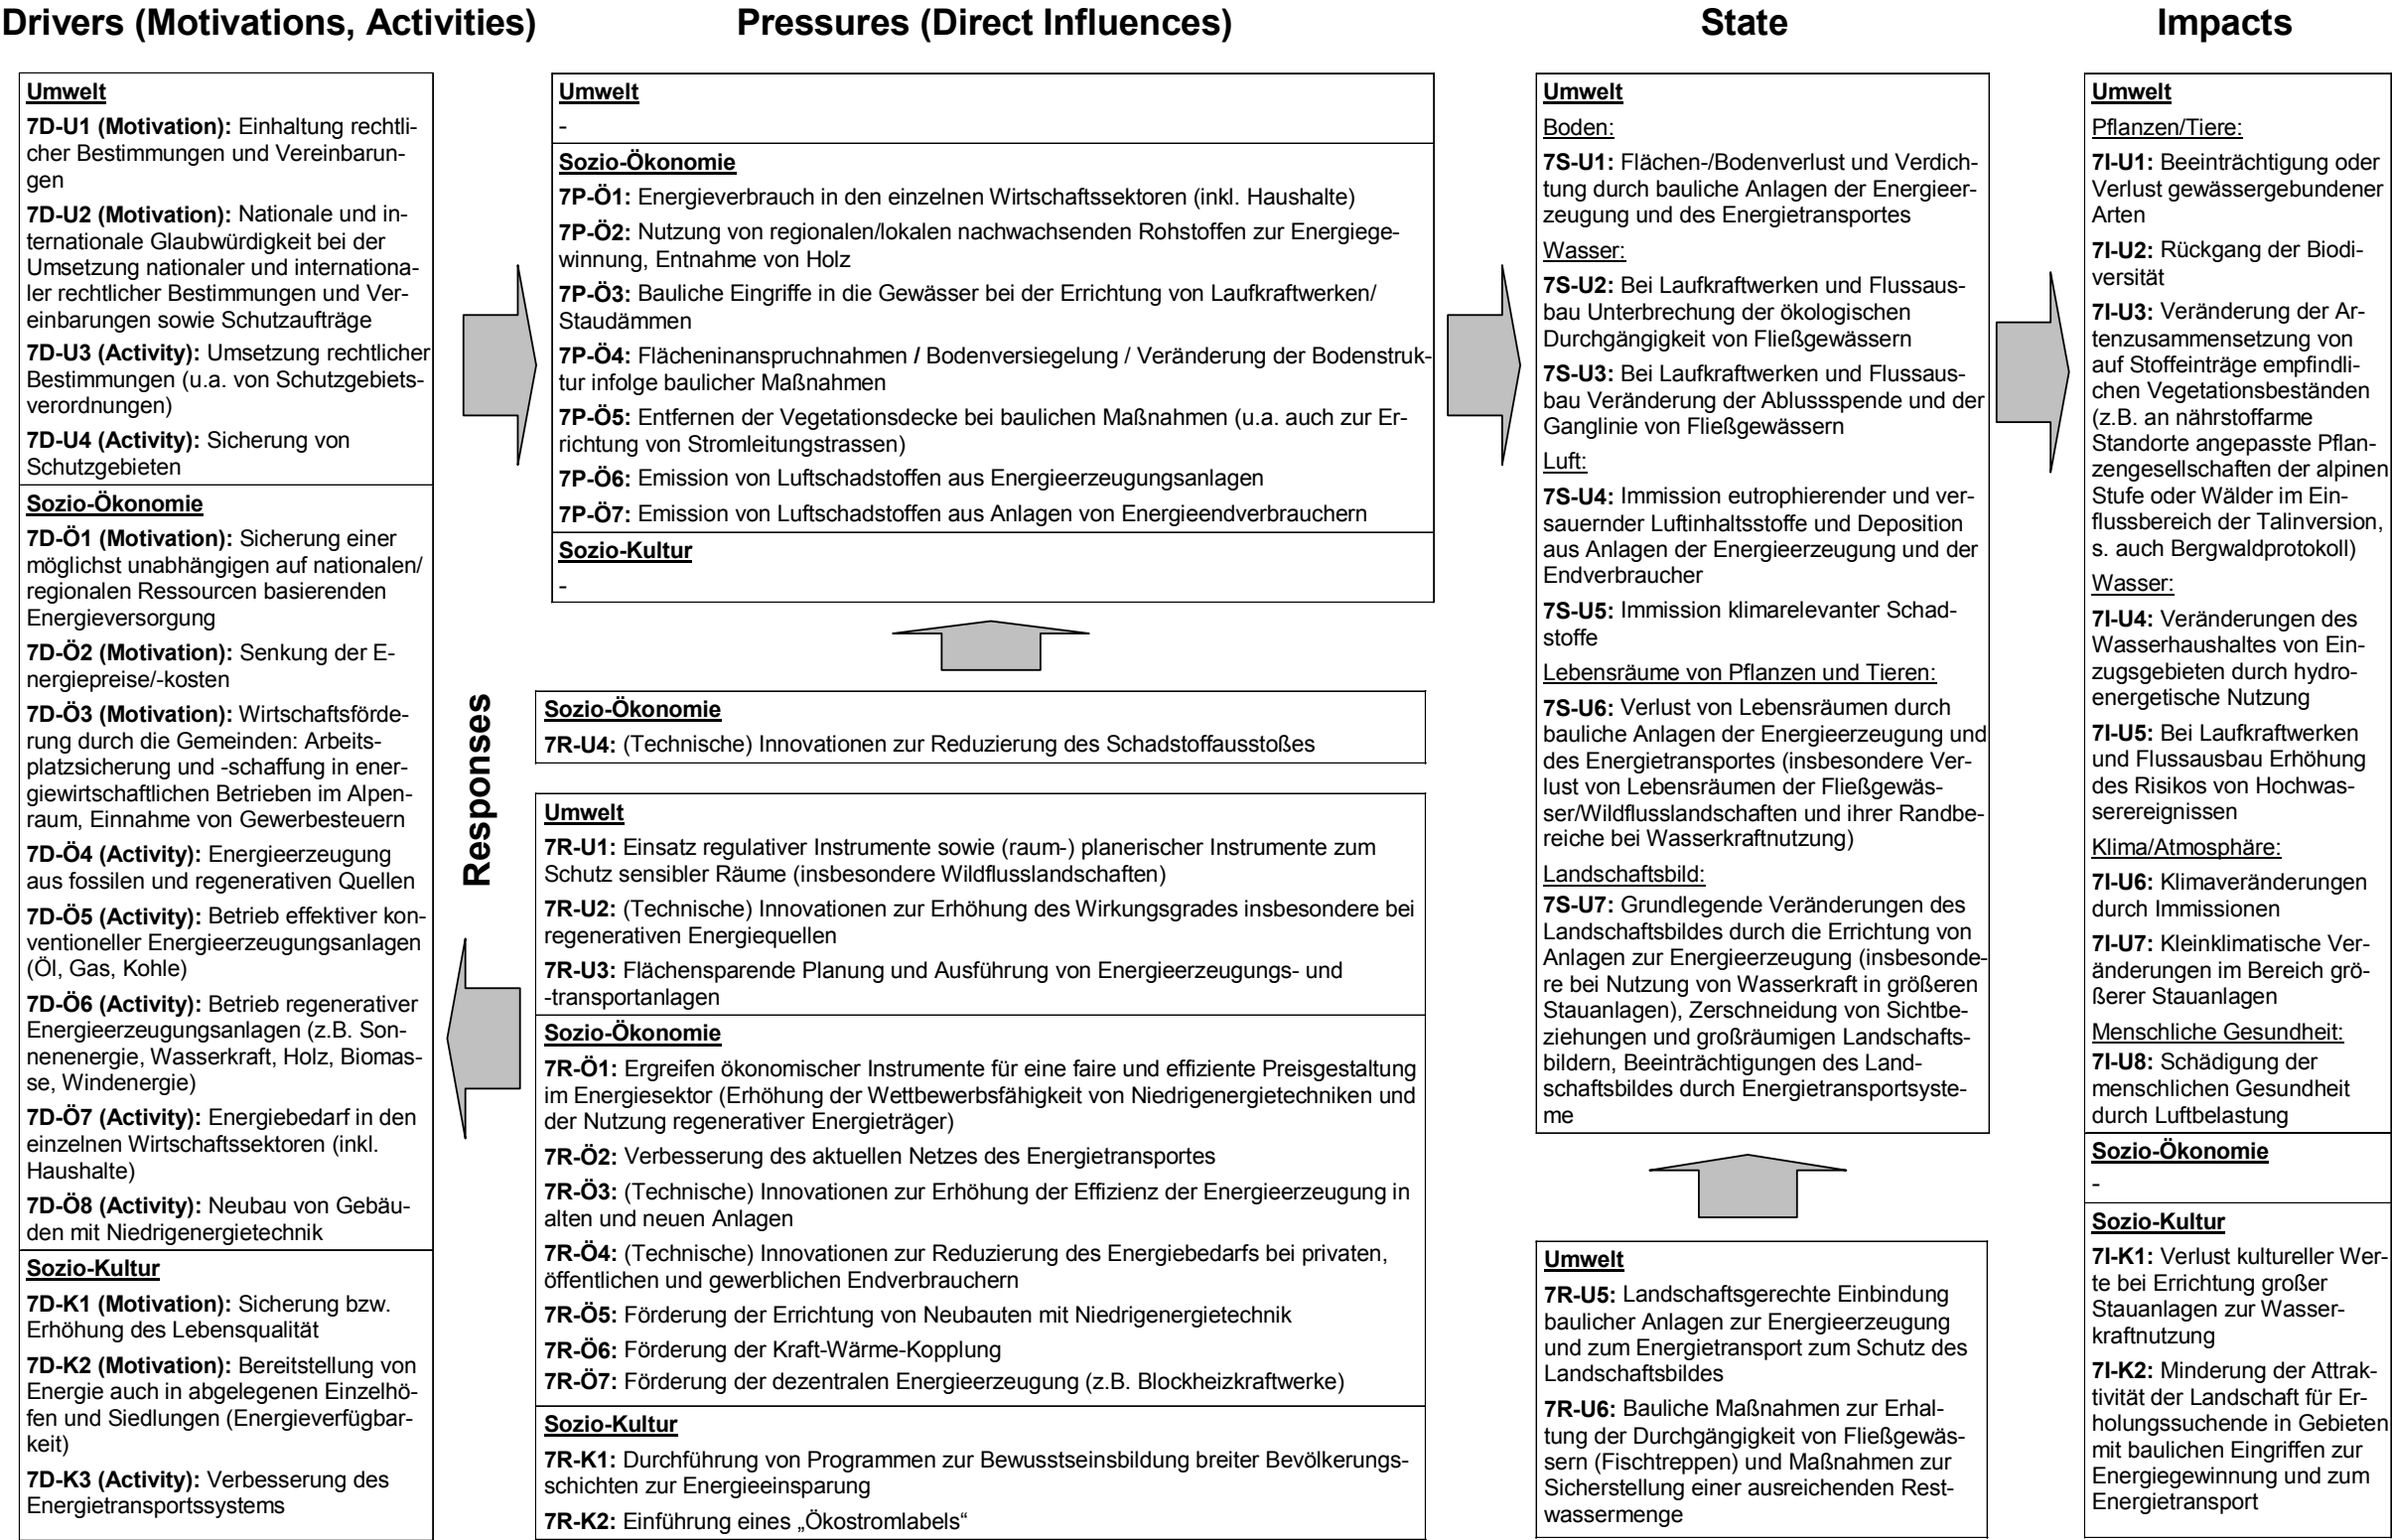 Drivers (Motivations, Activities)
Umwelt
7D-U1 (Motivation): Einhaltung rechtli-
cher Bestimmungen und Vereinbarun-
gen
7D-U2 (Motivation): Nationale und in-
ternationale Glaubwürdigkeit bei der
Umsetzung nationaler und internationa-
ler rechtlicher Bestimmungen und Ver-
einbarungen sowie Schutzaufträge
7D-U3 (Activity): Umsetzung rechtlicher
Bestimmungen (u.a. von Schutzgebiets-
verordnungen)
7D-U4 (Activity): Sicherung von
Schutzgebieten
Sozio-Ökonomie
7D-Ö1 (Motivation): Sicherung einer
möglichst unabhängigen auf nationalen/
regionalen Ressourcen basierenden
Energieversorgung
7D-Ö2 (Motivation): Senkung der E-
nergiepreise/-kosten
7D-Ö3 (Motivation): Wirtschaftsförde-
rung durch die Gemeinden: Arbeits-
platzsicherung und -schaffung in ener-
giewirtschaftlichen Betrieben im Alpen-
raum, Einnahme von Gewerbesteuern
7D-Ö4 (Activity): Energieerzeugung
aus fossilen und regenerativen Quellen
7D-Ö5 (Activity): Betrieb effektiver kon-
ventioneller Energieerzeugungsanlagen
(Öl, Gas, Kohle)
7D-Ö6 (Activity): Betrieb regenerativer
Energieerzeugungsanlagen (z.B. Son-
nenenergie, Wasserkraft, Holz, Biomas-
se, Windenergie)
7D-Ö7 (Activity): Energiebedarf in den
einzelnen Wirtschaftssektoren (inkl.
Haushalte)
7D-Ö8 (Activity): Neubau von Gebäu-
den mit Niedrigenergietechnik
Sozio-Kultur
7D-K1 (Motivation): Sicherung bzw.
Erhöhung des Lebensqualität
7D-K2 (Motivation): Bereitstellung von
Energie auch in abgelegenen Einzelhö-
fen und Siedlungen (Energieverfügbar-
keit)
7D-K3 (Activity): Verbesserung des
Energietransportssystems
Pressures (Direct Influences)
Umwelt
-
Sozio-Ökonomie
7P-Ö1: Energieverbrauch in den einzelnen Wirtschaftssektoren (inkl. Haushalte)
7P-Ö2: Nutzung von regionalen/lokalen nachwachsenden Rohstoffen zur Energiege-
winnung, Entnahme von Holz
7P-Ö3: Bauliche Eingriffe in die Gewässer bei der Errichtung von Laufkraftwerken/
Staudämmen
7P-Ö4: Flächeninanspruchnahmen / Bodenversiegelung / Veränderung der Bodenstruk-
tur infolge baulicher Maßnahmen
7P-Ö5: Entfernen der Vegetationsdecke bei baulichen Maßnahmen (u.a. auch zur Er-
richtung von Stromleitungstrassen)
7P-Ö6: Emission von Luftschadstoffen aus Energieerzeugungsanlagen
7P-Ö7: Emission von Luftschadstoffen aus Anlagen von Energieendverbrauchern
Sozio-Kultur
-
Responses
Sozio-Ökonomie
7R-U4: (Technische) Innovationen zur Reduzierung des Schadstoffausstoßes
Umwelt
7R-U1: Einsatz regulativer Instrumente sowie (raum-) planerischer Instrumente zum
Schutz sensibler Räume (insbesondere Wildflusslandschaften)
7R-U2: (Technische) Innovationen zur Erhöhung des Wirkungsgrades insbesondere bei
regenerativen Energiequellen
7R-U3: Flächensparende Planung und Ausführung von Energieerzeugungs- und
-transportanlagen
Sozio-Ökonomie
7R-Ö1: Ergreifen ökonomischer Instrumente für eine faire und effiziente Preisgestaltung
im Energiesektor (Erhöhung der Wettbewerbsfähigkeit von Niedrigenergietechniken und
der Nutzung regenerativer Energieträger)
7R-Ö2: Verbesserung des aktuellen Netzes des Energietransportes
7R-Ö3: (Technische) Innovationen zur Erhöhung der Effizienz der Energieerzeugung in
alten und neuen Anlagen
7R-Ö4: (Technische) Innovationen zur Reduzierung des Energiebedarfs bei privaten,
öffentlichen und gewerblichen Endverbrauchern
7R-Ö5: Förderung der Errichtung von Neubauten mit Niedrigenergietechnik
7R-Ö6: Förderung der Kraft-Wärme-Kopplung
7R-Ö7: Förderung der dezentralen Energieerzeugung (z.B. Blockheizkraftwerke)
Sozio-Kultur
7R-K1: Durchführung von Programmen zur Bewusstseinsbildung breiter Bevölkerungs-
schichten zur Energieeinsparung
7R-K2: Einführung eines „Ökostromlabels“
State
Umwelt
Boden:
7S-U1: Flächen-/Bodenverlust und Verdich-
tung durch bauliche Anlagen der Energieer-
zeugung und des Energietransportes
Wasser:
7S-U2: Bei Laufkraftwerken und Flussaus-
bau Unterbrechung der ökologischen
Durchgängigkeit von Fließgewässern
7S-U3: Bei Laufkraftwerken und Flussaus-
bau Veränderung der Ablussspende und der
Ganglinie von Fließgewässern
Luft:
7S-U4: Immission eutrophierender und ver-
sauernder Luftinhaltsstoffe und Deposition
aus Anlagen der Energieerzeugung und der
Endverbraucher
7S-U5: Immission klimarelevanter Schad-
stoffe
Lebensräume von Pflanzen und Tieren:
7S-U6: Verlust von Lebensräumen durch
bauliche Anlagen der Energieerzeugung und
des Energietransportes (insbesondere Ver-
lust von Lebensräumen der Fließgewäs-
ser/Wildflusslandschaften und ihrer Randbe-
reiche bei Wasserkraftnutzung)
Landschaftsbild:
7S-U7: Grundlegende Veränderungen des
Landschaftsbildes durch die Errichtung von
Anlagen zur Energieerzeugung (insbesonde-
re bei Nutzung von Wasserkraft in größeren
Stauanlagen), Zerschneidung von Sichtbe-
ziehungen und großräumigen Landschafts-
bildern, Beeinträchtigungen des Land-
schaftsbildes durch Energietransportsyste-
me
Umwelt
7R-U5: Landschaftsgerechte Einbindung
baulicher Anlagen zur Energieerzeugung
und zum Energietransport zum Schutz des
Landschaftsbildes
7R-U6: Bauliche Maßnahmen zur Erhal-
tung der Durchgängigkeit von Fließgewäs-
sern (Fischtreppen) und Maßnahmen zur
Sicherstellung einer ausreichenden Rest-
wassermenge
Impacts
Umwelt
Pflanzen/Tiere:
7I-U1: Beeinträchtigung oder
Verlust gewässergebundener
Arten
7I-U2: Rückgang der Biodi-
versität
7I-U3: Veränderung der Ar-
tenzusammensetzung von
auf Stoffeinträge empfindli-
chen Vegetationsbeständen
(z.B. an nährstoffarme
Standorte angepasste Pflan-
zengesellschaften der alpinen
Stufe oder Wälder im Ein-
flussbereich der Talinversion,
s. auch Bergwaldprotokoll)
Wasser:
7I-U4: Veränderungen des
Wasserhaushaltes von Ein-
zugsgebieten durch hydro-
energetische Nutzung
7I-U5: Bei Laufkraftwerken
und Flussausbau Erhöhung
des Risikos von Hochwas-
serereignissen
Klima/Atmosphäre:
7I-U6: Klimaveränderungen
durch Immissionen
7I-U7: Kleinklimatische Ver-
änderungen im Bereich grö-
ßerer Stauanlagen
Menschliche Gesundheit:
7I-U8: Schädigung der
menschlichen Gesundheit
durch Luftbelastung
Sozio-Ökonomie
-
Sozio-Kultur
7I-K1: Verlust kultureller Wer-
te bei Errichtung großer
Stauanlagen zur Wasser-
kraftnutzung
7I-K2: Minderung der Attrak-
tivität der Landschaft für Er-
holungssuchende in Gebieten
mit baulichen Eingriffen zur
Energiegewinnung und zum
Energietransport